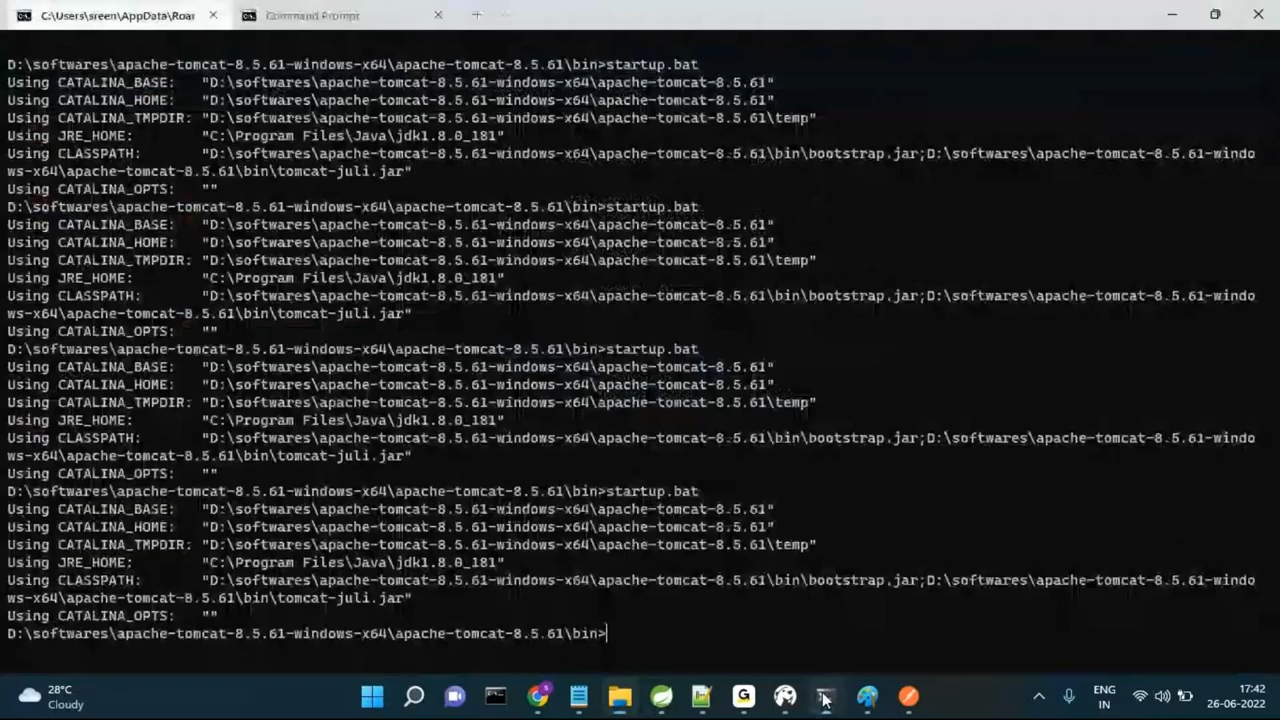 C:\Users\sreen\AppData\Roar
Command Prompt
D:\softwares\apache-tomcat-8.5.61-windows-x64\apache-tomcat-8.5.61\bin>startup.bat
Using CATALINA_BASE:   "D:\softwares\apache-tomcat-8.5.61-windows-x64\apache-tomcat-8.5.61"
Using CATALINA_HOME:   "D:\softwares\apache-tomcat-8.5.61-windows-x64\apache-tomcat-8.5.61"
Using CATALINA_TMPDIR: "D:\softwares\apache-tomcat-8.5.61-windows-x64\apache-tomcat-8.5.61\temp"
Using JRE_HOME:        "C:\Program Files\Java\jdk1.8.0_181"
Using CLASSPATH:       "D:\softwares\apache-tomcat-8.5.61-windows-x64\apache-tomcat-8.5.61\bin\bootstrap.jar;D:\softwares\apache-tomcat-8.5.61-windo
ws-x64\apache-tomcat-8.5.61\bin\tomcat-juli.jar"
Using CATALINA_OPTS:   ""
D:\softwares\apache-tomcat-8.5.61-windows-x64\apache-tomcat-8.5.61\bin>startup.bat
Using CATALINA_BASE:   "D:\softwares\apache-tomcat-8.5.61-windows-x64\apache-tomcat-8.5.61"
Using CATALINA_HOME:   "D:\softwares\apache-tomcat-8.5.61-windows-x64\apache-tomcat-8.5.61"
Using CATALINA_TMPDIR: "D:\softwares\apache-tomcat-8.5.61-windows-x64\apache-tomcat-8.5.61\temp"
Using JRE_HOME:        "C:\Program Files\Java\jdk1.8.0_181"
Using CLASSPATH:       "D:\softwares\apache-tomcat-8.5.61-windows-x64\apache-tomcat-8.5.61\bin\bootstrap.jar;D:\softwares\apache-tomcat-8.5.61-windo
ws-x64\apache-tomcat-8.5.61\bin\tomcat-juli.jar"
Using CATALINA_OPTS:   ""
D:\softwares\apache-tomcat-8.5.61-windows-x64\apache-tomcat-8.5.61\bin>startup.bat
Using CATALINA_BASE:   "D:\softwares\apache-tomcat-8.5.61-windows-x64\apache-tomcat-8.5.61"
Using CATALINA_HOME:   "D:\softwares\apache-tomcat-8.5.61-windows-x64\apache-tomcat-8.5.61"
Using CATALINA_TMPDIR: "D:\softwares\apache-tomcat-8.5.61-windows-x64\apache-tomcat-8.5.61\temp"
Using JRE_HOME:        "C:\Program Files\Java\jdk1.8.0_181"
Using CLASSPATH:       "D:\softwares\apache-tomcat-8.5.61-windows-x64\apache-tomcat-8.5.61\bin\bootstrap.jar;D:\softwares\apache-tomcat-8.5.61-windo
ws-x64\apache-tomcat-8.5.61\bin\tomcat-juli.jar"
Using CATALINA_OPTS:   ""
D:\softwares\apache-tomcat-8.5.61-windows-x64\apache-tomcat-8.5.61\bin>startup.bat
Using CATALINA_BASE:   "D:\softwares\apache-tomcat-8.5.61-windows-x64\apache-tomcat-8.5.61"
Using CATALINA_HOME:   "D:\softwares\apache-tomcat-8.5.61-windows-x64\apache-tomcat-8.5.61"
Using CATALINA_TMPDIR: "D:\softwares\apache-tomcat-8.5.61-windows-x64\apache-tomcat-8.5.61\temp"
Using JRE_HOME:        "C:\Program Files\Java\jdk1.8.0_181"
Using CLASSPATH:       "D:\softwares\apache-tomcat-8.5.61-windows-x64\apache-tomcat-8.5.61\bin\bootstrap.jar;D:\softwares\apache-tomcat-8.5.61-windo
ws-x64\apache-tomcat-8.5.61\bin\tomcat-juli.jar"
Using CATALINA_OPTS:   ""
D:\softwares\apache-tomcat-8.5.61-windows-x64\apache-tomcat-8.5.61\bin>
28°C
Cloudy
ENG
IN
17:42
26-06-2022